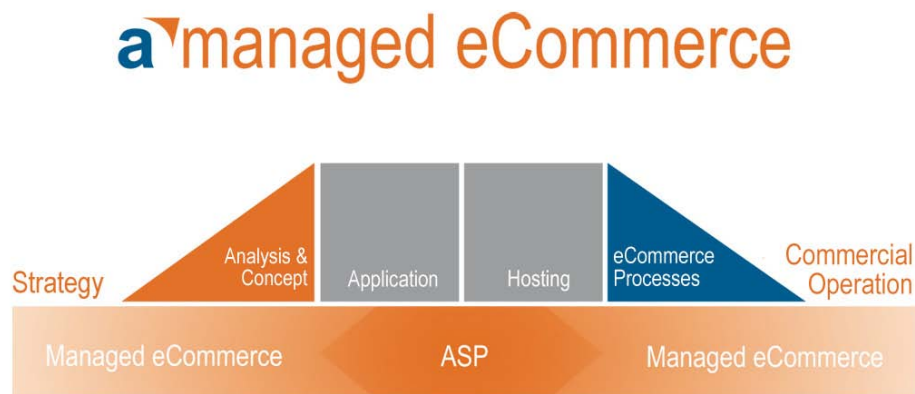 a managed eCommerce
Strategy
Analysis &
Concept
Application
Hosting
eCommerce
Processes
Commercial
Operation
Managed eCommerce
ASP
Managed eCommerce